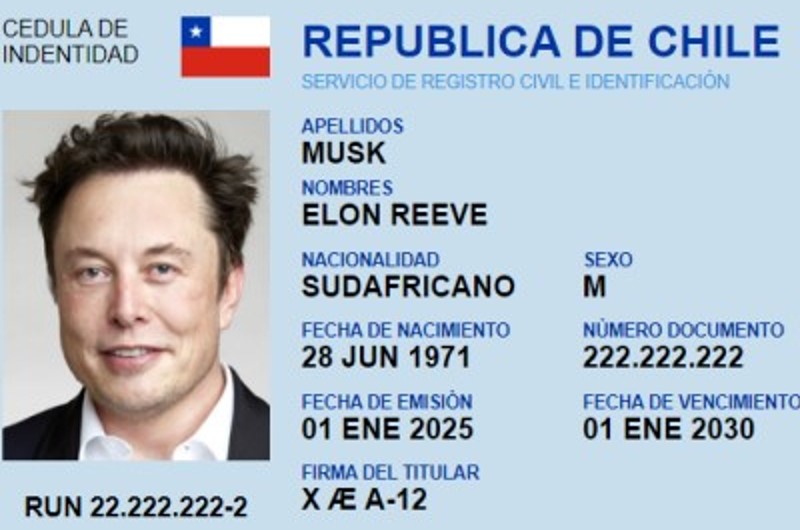 CEDULA DE
INDENTIDAD
REPUBLICA DE CHILE
SERVICIO DE REGISTRO CIVIL E IDENTIFICACIÒN
APELLIDOS
MUSK
NOMBRES
ELON REEVE
NACIONALIDAD SEXO
SUDAFRICANO M
FECHA DE NACIMIENTO NÙMERO DOCUMENTO
28 JUN 1971 222.222.222
FECHA DE EMISIÒN FECHA DE VENCIMIENTO
01 ENE 2025 01 ENE 2030
FIRMA DEL TITULAR
X Æ A-12
RUN 22.222.222-2